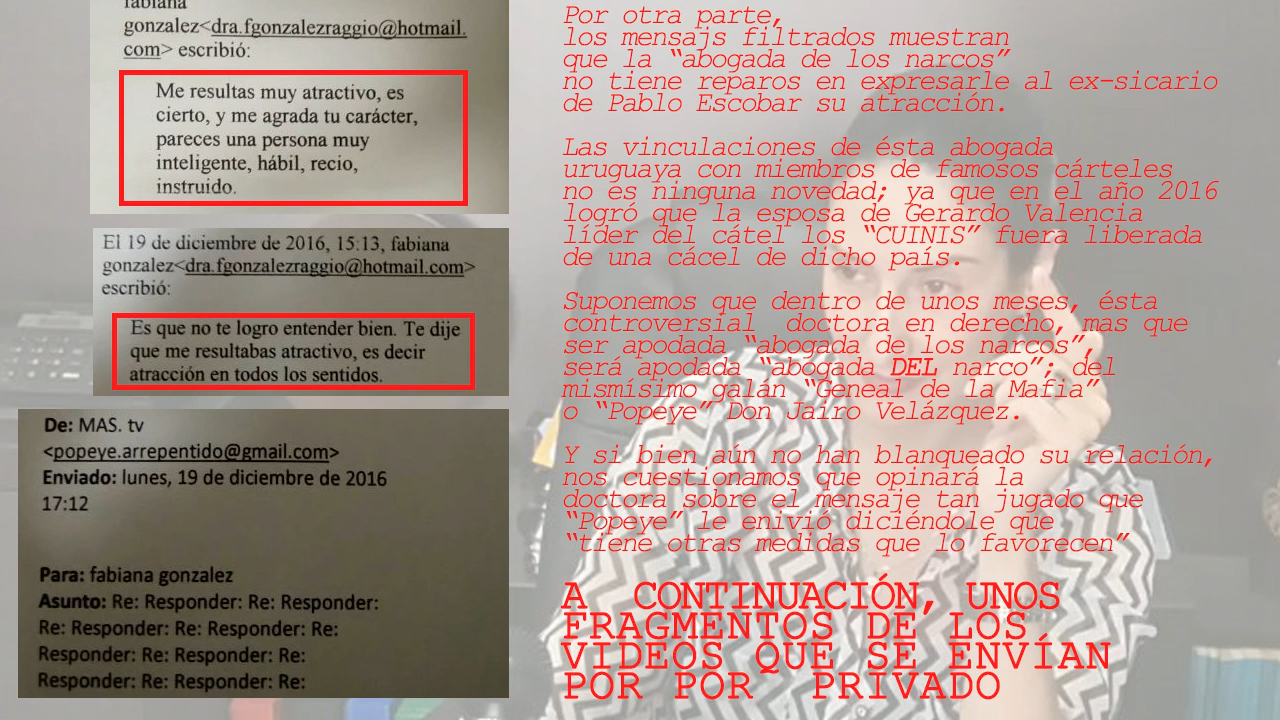 fabiana
gonzalez<dra.fgonzalezraggio@hotmail.
com> escribió:
Me resultas muy atractivo, es
cierto, y me agrada tu carácter,
pareces una persona muy
inteligente, hábil, recio,
instruido.
El 19 de diciembre de 2016, 15:13, fabiana
gonzalez<dra.fgonzalezraggio@hotmail.com>
escribió:
Es que no te logro entender bien. Te dije
que me resultabas atractivo, es decir
atracción en todos los sentidos.
De: MAS. tv
<popeye.arrepentido@gmail.com>
Enviado: lunes, 19 de diciembre de 2016
17:12
Para: fabiana gonzalez
Asunto: Re: Responder: Re: Responder:
Re: Responder: Re: Responder: Re:
Responder: Re: Responder: Re:
Responder: Re: Responder: Re:
Por otra parte,
los mensajs filtrados muestran
que la “abogada de los narcos”
no tiene reparos en expresarle al ex-sicario
de Pablo Escobar su atracción.
Las vinculaciones de ésta abogada
uruguaya con miembros de famosos cárteles
no es ninguna novedad; ya que en el año 2016
logró que la esposa de Gerardo Valencia
líder del cátel los “CUINIS” fuera liberada
de una cácel de dicho país.
Suponemos que dentro de unos meses, ésta
controversial  doctora en derecho, mas que
ser apodada “abogada de los narcos”,
será apodada “abogada DEL narco”; del
mismísimo galán “Geneal de la Mafia”
o “Popeye” Don Jairo Velázquez.
Y si bien aún no han blanqueado su relación,
nos cuestionamos que opinará la
doctora sobre el mensaje tan jugado que
“Popeye” le enivió diciéndole que
“tiene otras medidas que lo favorecen”
A CONTINUACIÓN, UNOS
FRAGMENTOS DE LOS
VIDEOS QUE SE ENVÍAN
POR POR  PRIVADO